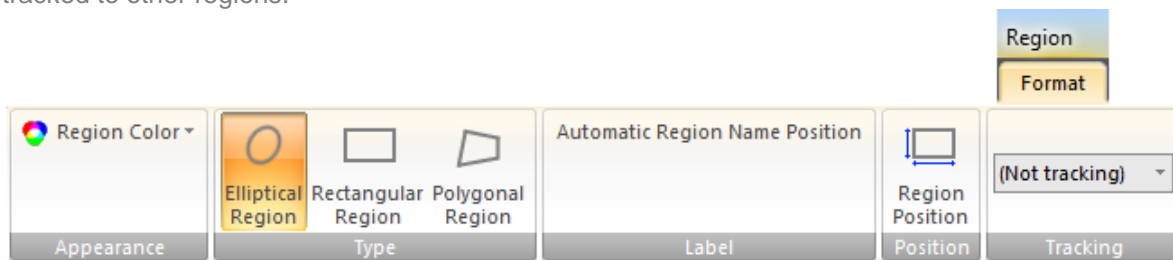 tracked to other regions.
Region
Format
Region Color
Elliptical Region
Rectangular Region
Polygonal Region
Automatic Region Name Position
Region Position
(Not tracking)
Appearance
Type
Label
Position
Tracking